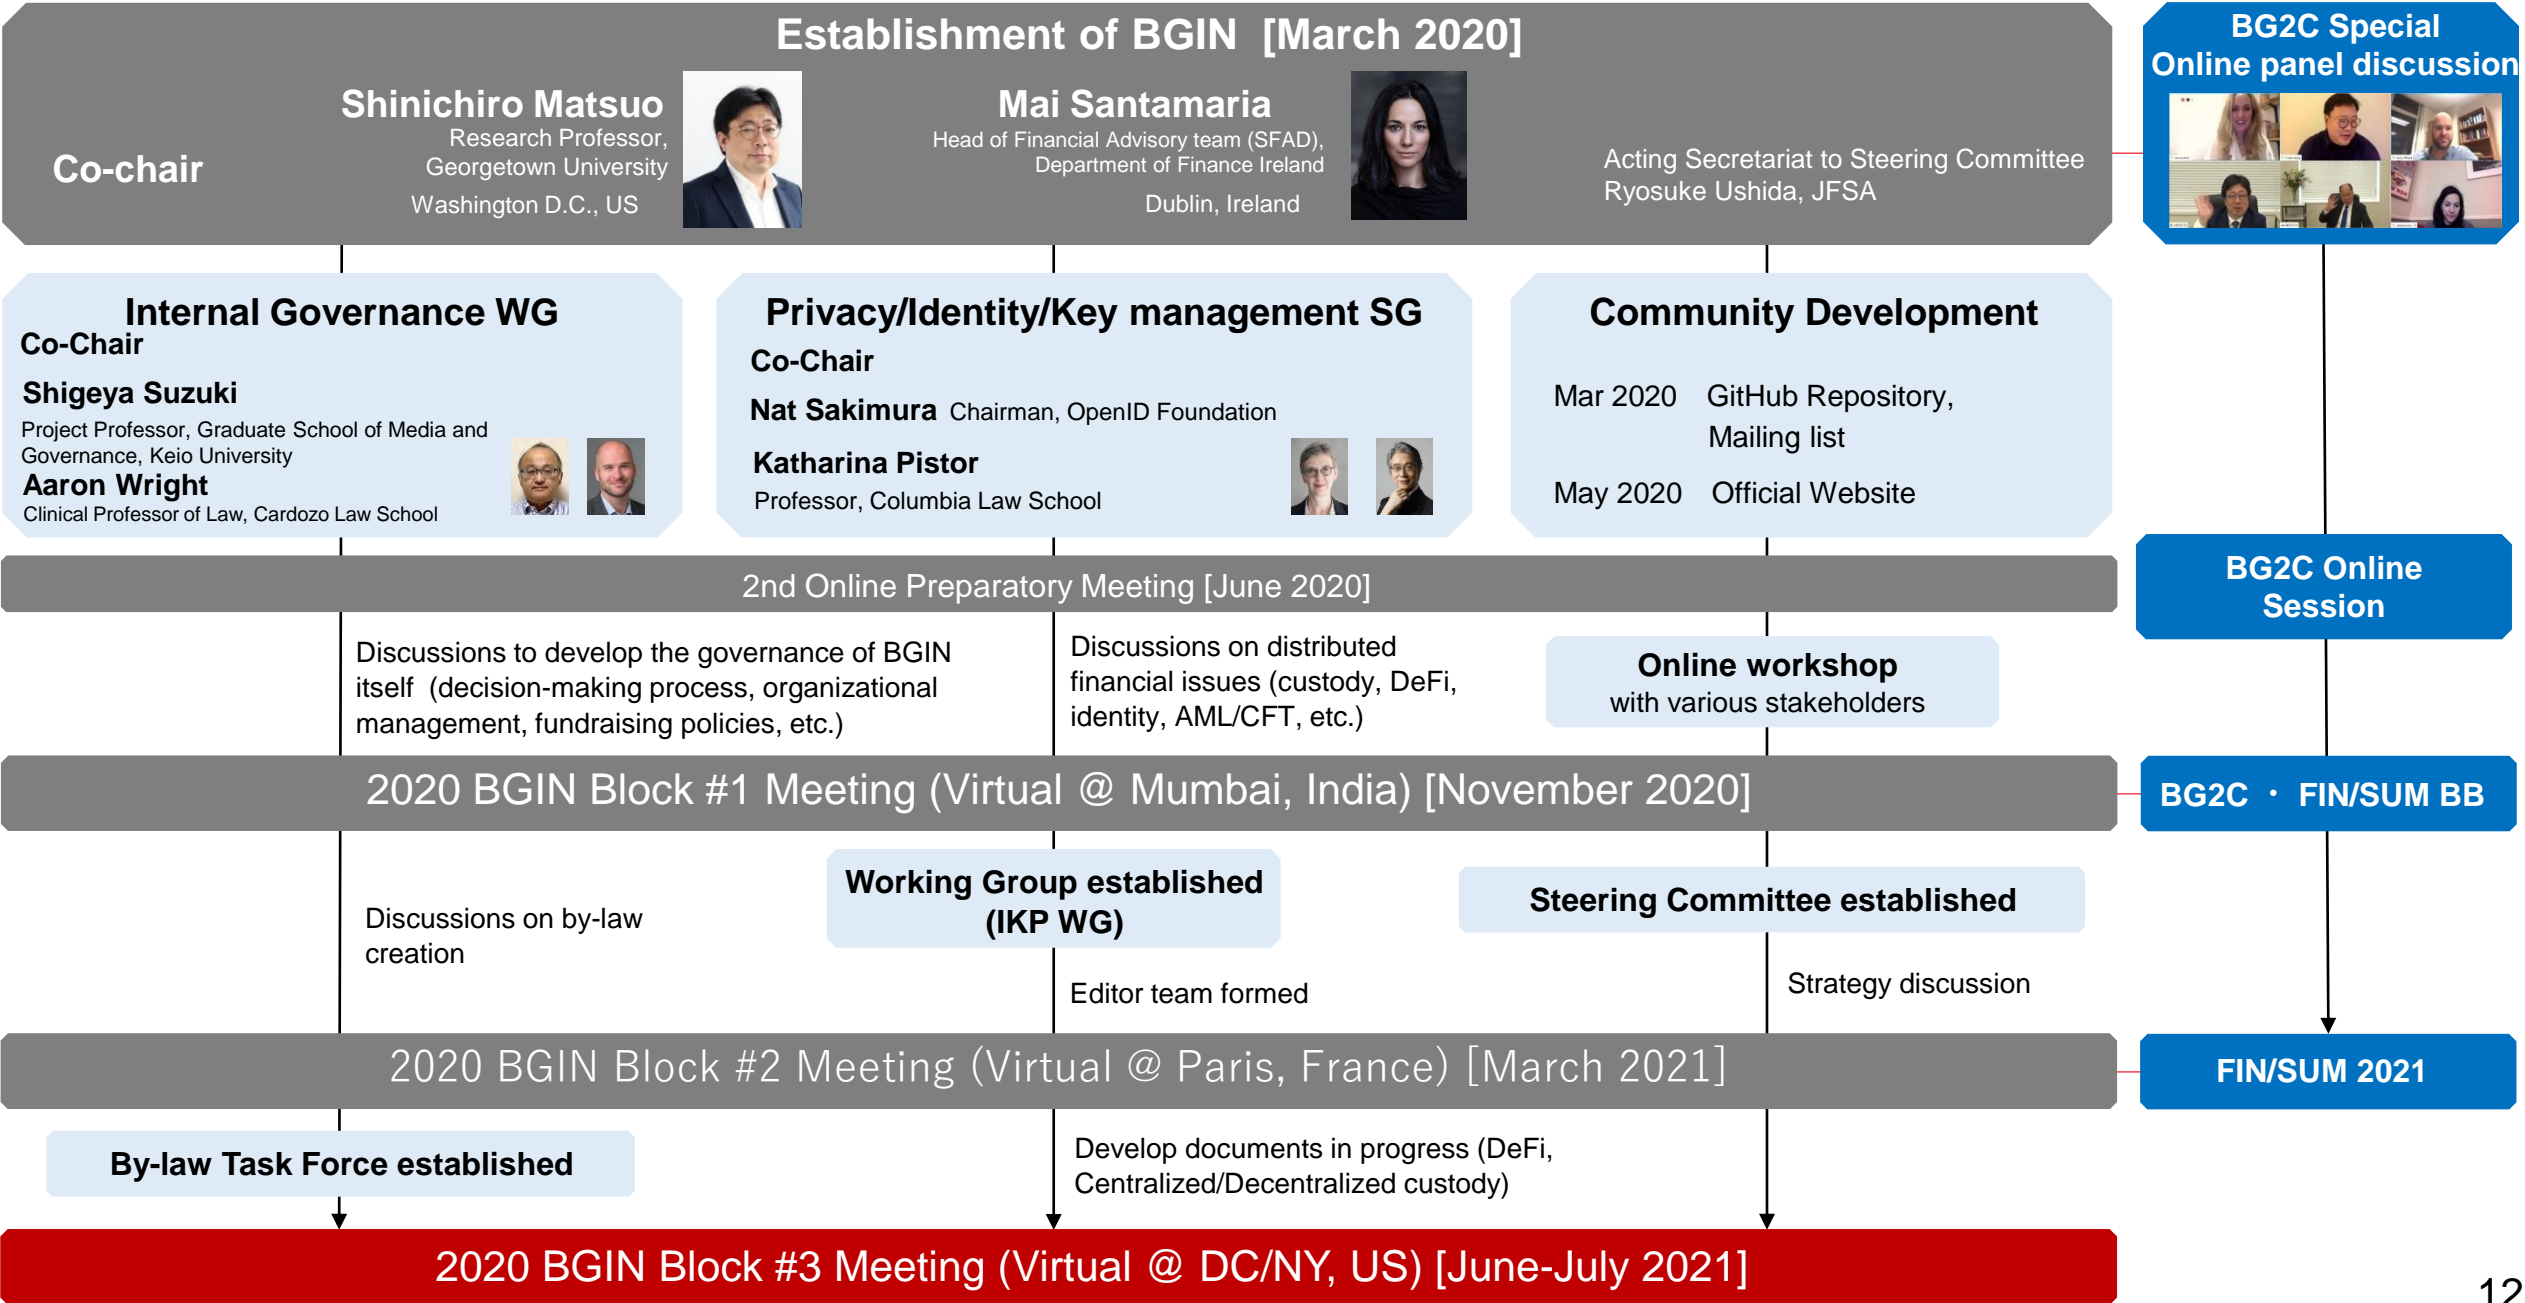 Establishment of BGIN [March 2020]
Co-chair
Shinichiro Matsuo
Research Professor,
Georgetown University
Washington D.C., US
Mai Santamaria
Head of Financial Advisory team (SFAD),
Department of Finance Ireland
Dublin, Ireland
Acting Secretariat to Steering Committee
Ryosuke Ushida, JFSA
BG2C Special
Online panel discussion
Internal Governance WG
Co-Chair
Shigeya Suzuki
Project Professor, Graduate School of Media and
Governance, Keio University
Aaron Wright
Clinical Professor of Law, Cardozo Law School
Privacy/Identity/Key management SG
Co-Chair
Nat Sakimura Chairman, OpenID Foundation
Katharina Pistor
Professor, Columbia Law School
Community Development
Mar 2020 GitHub Repository,
Mailing list
May 2020 Official Website
2nd Online Preparatory Meeting [June 2020]
BG2C Online
Session
Discussions to develop the governance of BGIN
itself (decision-making process, organizational
management, fundraising policies, etc.)
Discussions on distributed
financial issues (custody, DeFi,
identity, AML/CFT, etc.)
Online workshop
with various stakeholders
2020 BGIN Block #1 Meeting (Virtual @ Mumbai, India) [November 2020]
BG2C ・ FIN/SUM BB
Discussions on by-law
creation
Working Group established
(IKP WG)
Editor team formed
Steering Committee established
Strategy discussion
2020 BGIN Block #2 Meeting (Virtual @ Paris, France) [March 2021]
FIN/SUM 2021
By-law Task Force established
Develop documents in progress (DeFi,
Centralized/Decentralized custody)
2020 BGIN Block #3 Meeting (Virtual @ DC/NY, US) [June-July 2021]
12